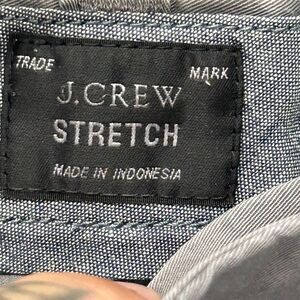 TRADE MARK
J.CREW
STRETCH
MADE IN INDONESIA